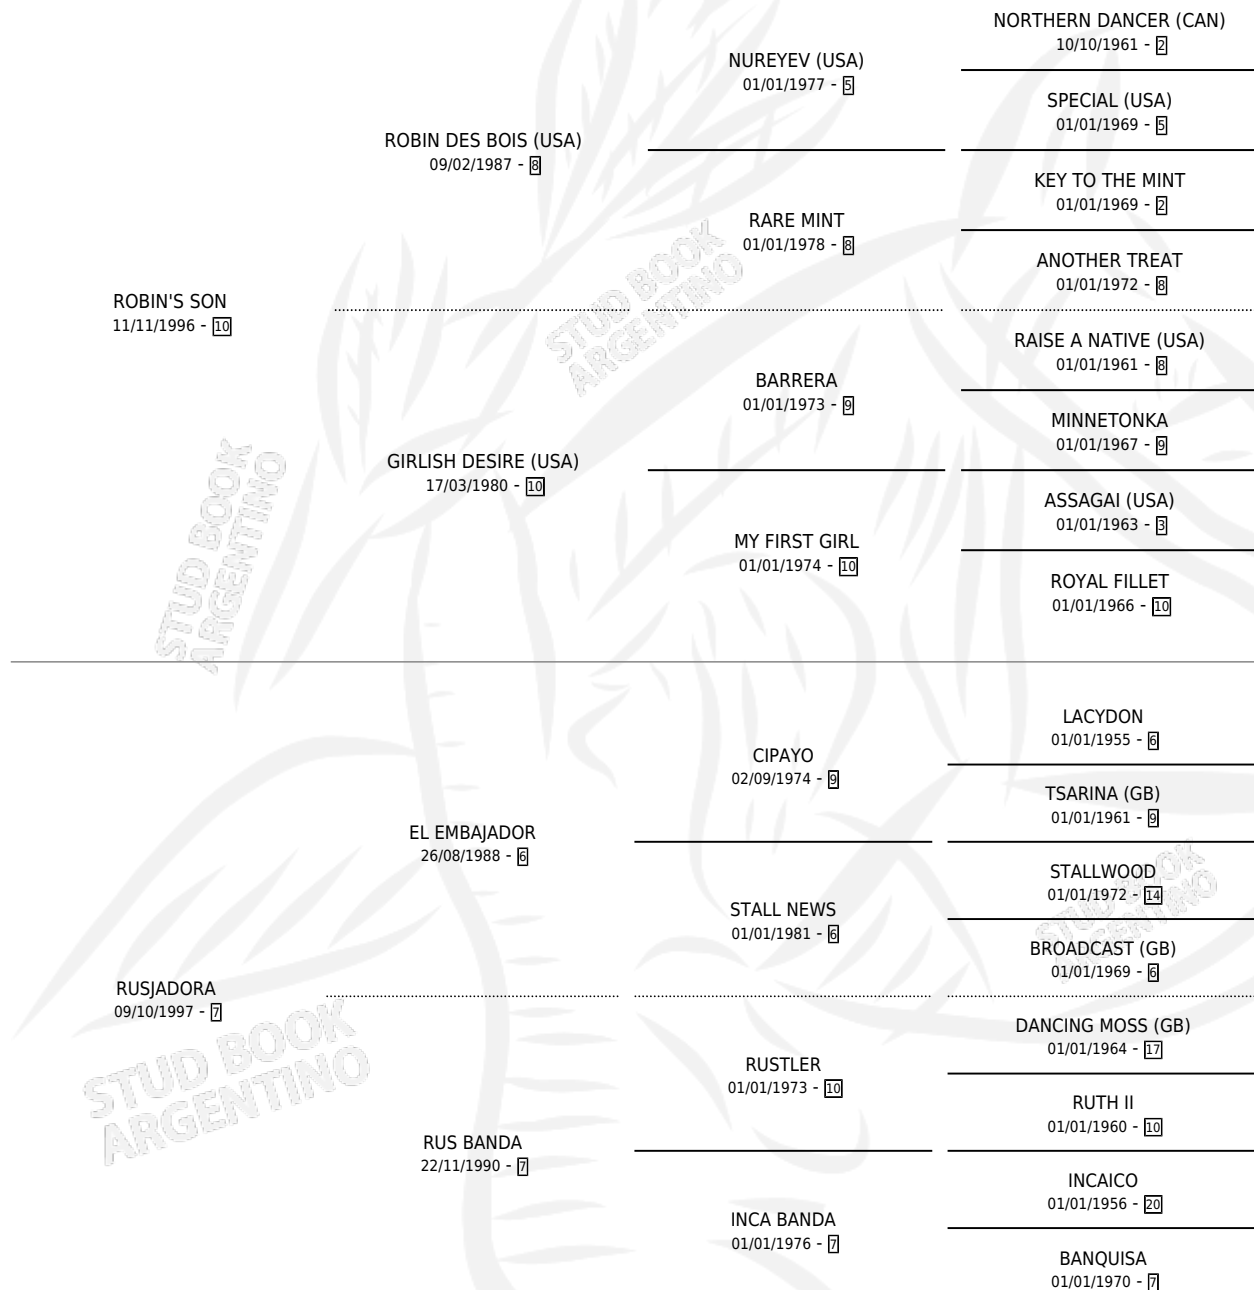 NORTHERN DANCER (CAN)
10/10/1961 - 2
NUREYEV (USA)
01/01/1977 - 5
SPECIAL (USA)
01/01/1969 - 5
ROBIN DES BOIS (USA)
09/02/1987 - 8
KEY TO THE MINT
01/01/1969 - 2
RARE MINT
01/01/1978 - 8
ANOTHER TREAT
01/01/1972 - 8
ROBIN'S SON
11/11/1996 - 10
RAISE A NATIVE (USA)
01/01/1961 - 8
BARRERA
01/01/1973 - 9
MINNETONKA
01/01/1967 - 9
GIRLISH DESIRE (USA)
17/03/1980 - 10
ASSAGAI (USA)
01/01/1963 - 3
MY FIRST GIRL
01/01/1974 - 10
ROYAL FILLET
01/01/1966 - 10
LACYDON
01/01/1955 - 6
CIPAYO
02/09/1974 - 9
TSARINA (GB)
01/01/1961 - 9
EL EMBAJADOR
26/08/1988 - 6
STALLWOOD
01/01/1972 - 14
STALL NEWS
01/01/1981 - 6
BROADCAST (GB)
01/01/1969 - 6
RUSJADORA
09/10/1997 - 7
DANCING MOSS (GB)
01/01/1964 - 17
RUSTLER
01/01/1973 - 10
RUTH II
01/01/1960 - 10
RUS BANDA
22/11/1990 - 7
INCAICO
01/01/1956 - 20
INCA BANDA
01/01/1976 - 7
BANQUISA
01/01/1970 - 7
STUD BOOK
ARGENTINO
STUD BOOK
ARGENTINO
STUD BOOK
ARGENTINO
STUD BOOK
ARGENTINO